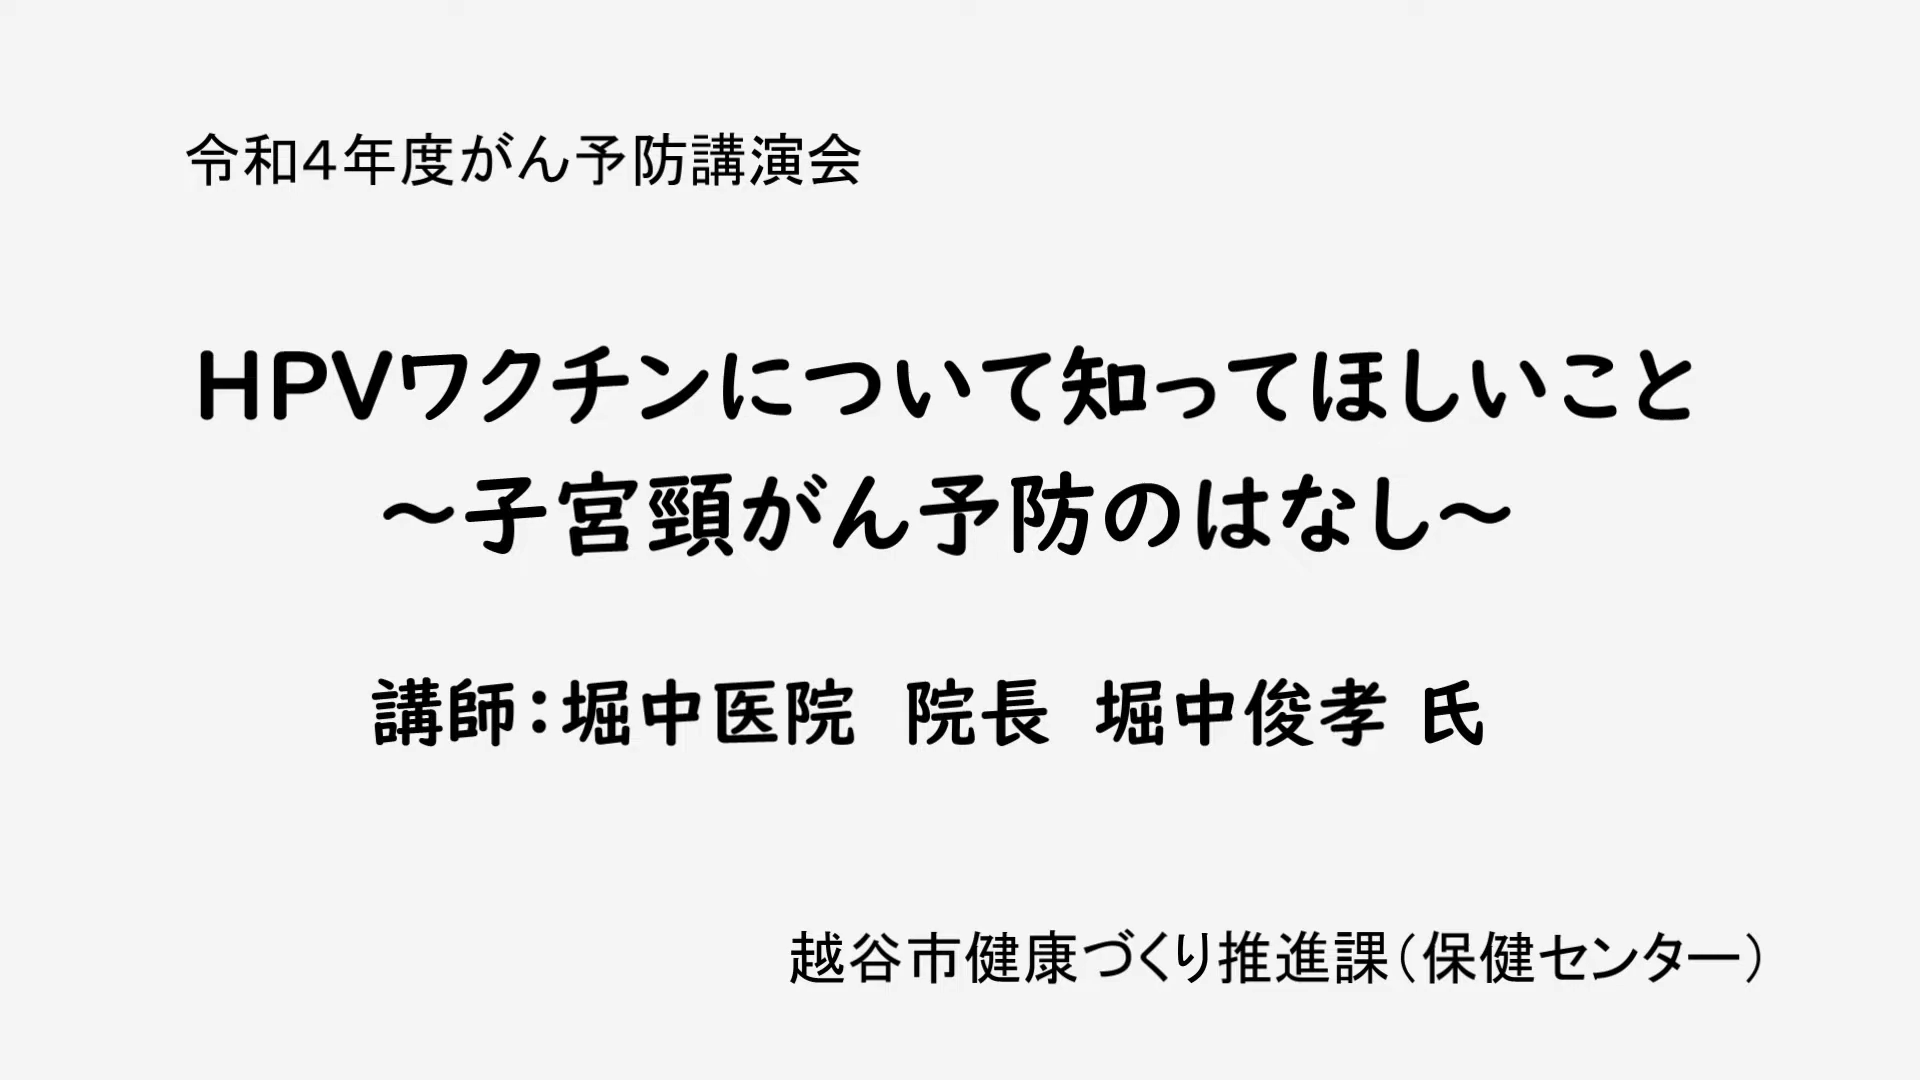 令和４年度がん予防講演会
HPVワクチンについて知ってほしいこと
～子宮頸がん予防のはなし～
講師：堀中医院　院長　堀中俊孝 氏
越谷市健康づくり推進課（保健センター）